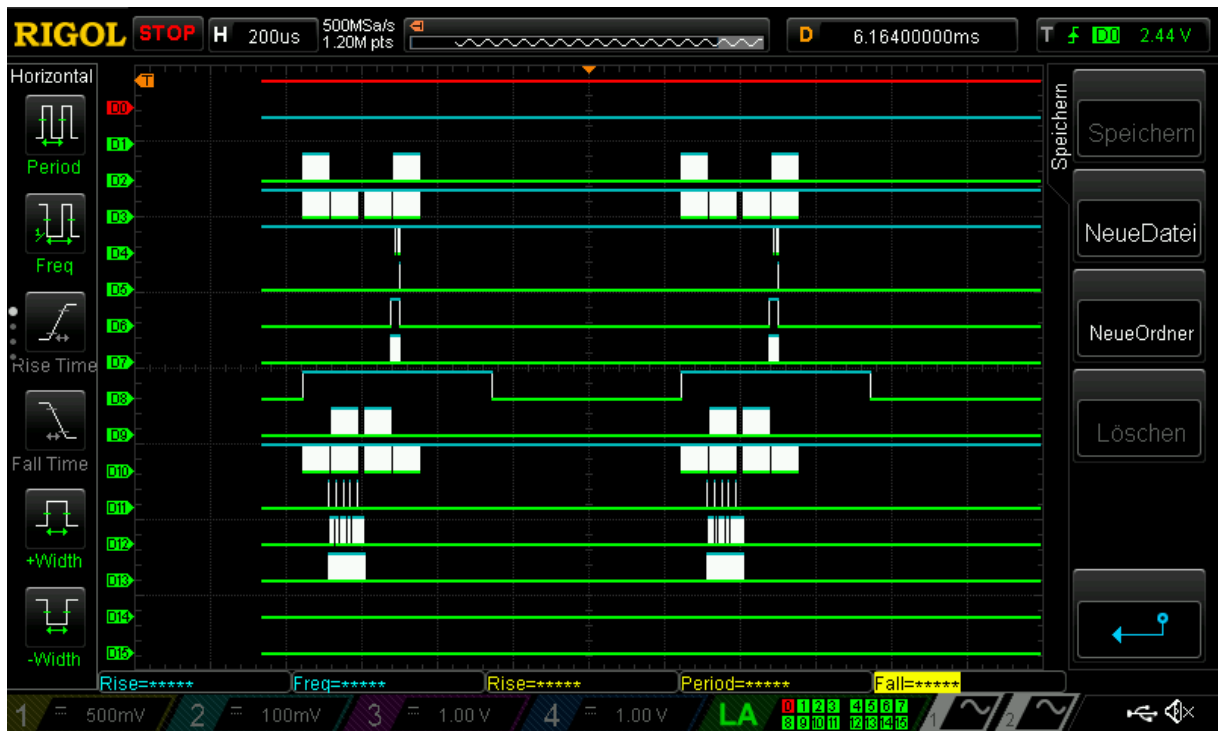 RIGOL STOP H 200us 500MSa/s 1.20M pts D 6.16400000ms T D0 2.44 V
Horizontal
Period
Freq
Rise Time
Fall Time
+Width
-Width
T
D0
D1
D2
D3
D4
D5
D6
D7
D8
D9
D10
D11
D12
D13
D14
D15
Speichern
Speichern
NeueDatei
NeueOrdner
Löschen
Rise=***** Freq=***** Rise=***** Period=***** Fall=*****
1 500mV 2 100mV 3 1.00 V 4 1.00 V LA 0 1 2 3 4 5 6 7 1 2
8 9 10 11 12 13 14 15